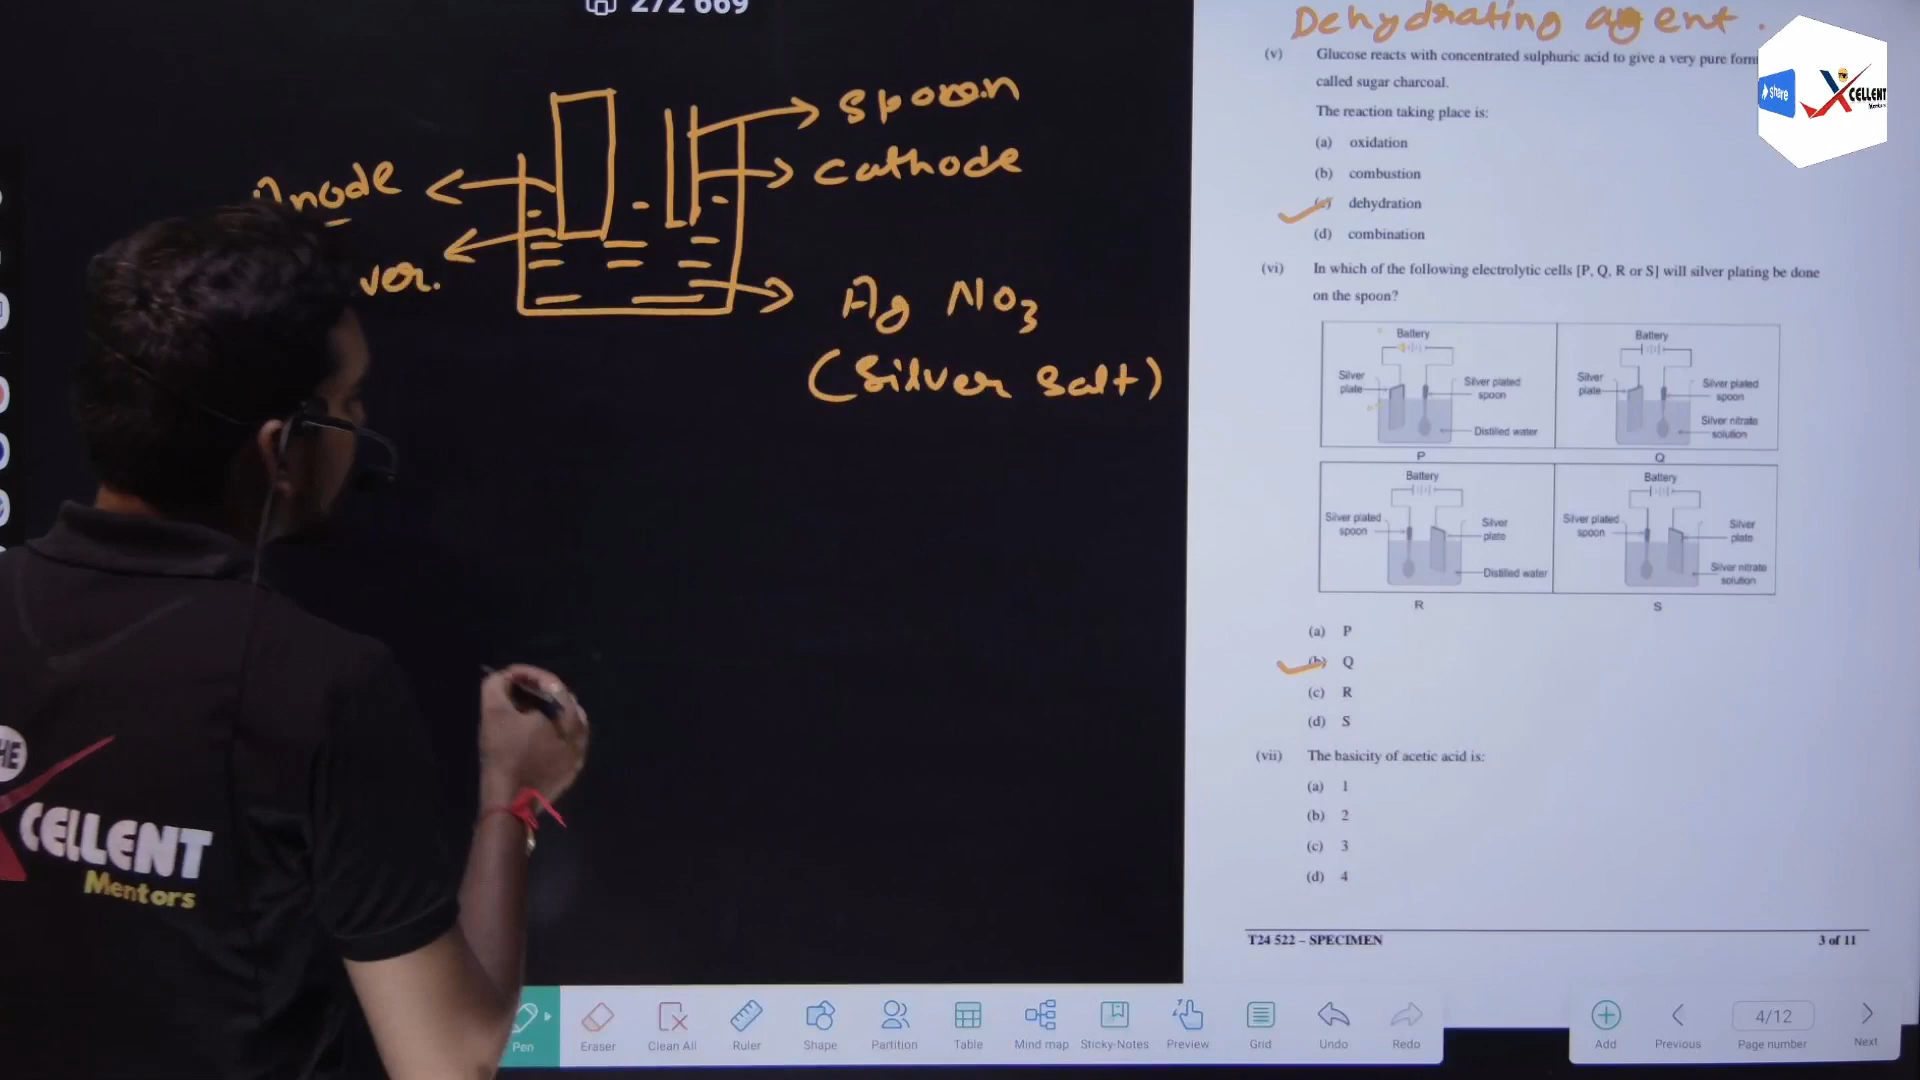 272 669
Spoon
Cathode
Anode
ver.
Ag NO3
(Silver Salt)
HE
XCELLENT
Mentors
Dehydrating agent.
(v) Glucose reacts with concentrated sulphuric acid to give a very pure form
called sugar charcoal.
The reaction taking place is:
(a) oxidation
(b) combustion
(c) dehydration
(d) combination
(vi) In which of the following electrolytic cells [P, Q, R or S] will silver plating be done
on the spoon?
Battery
Silver
plate
Silver plated
spoon
Distilled water
P
Battery
Silver
plate
Silver plated
spoon
Silver nitrate
solution
Q
Battery
Silver plated
spoon
Silver
plate
Distilled water
R
Battery
Silver plated
spoon
Silver
plate
Silver nitrate
solution
S
(a) P
(b) Q
(c) R
(d) S
(vii) The basicity of acetic acid is:
(a) 1
(b) 2
(c) 3
(d) 4
T24 522 – SPECIMEN 3 of 11
share
XCELLENT
Mentors
Pen Eraser Clean All Ruler Shape Partition Table Mind map Sticky-Notes Preview Grid Undo Redo
Add Previous 4/12 Page number Next